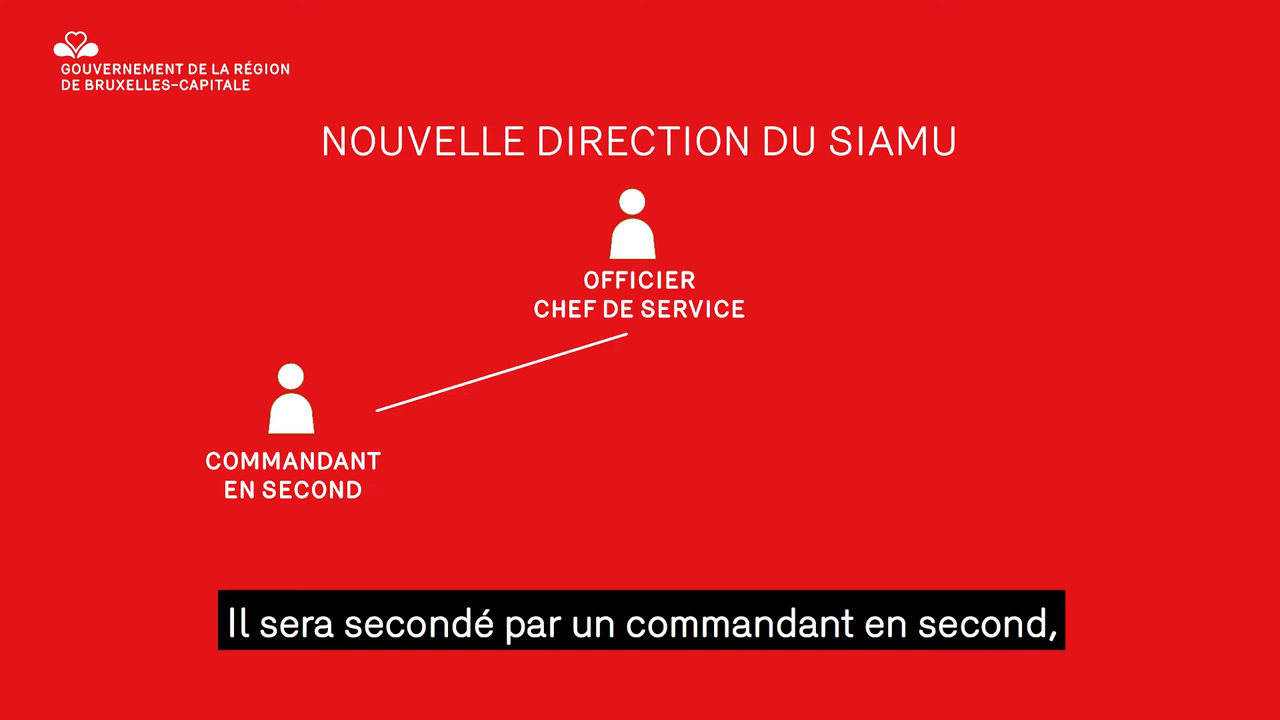 GOUVERNEMENT DE LA RÉGION
DE BRUXELLES-CAPITALE
NOUVELLE DIRECTION DU SIAMU
OFFICIER
CHEF DE SERVICE
COMMANDANT
EN SECOND
Il sera secondé par un commandant en second,